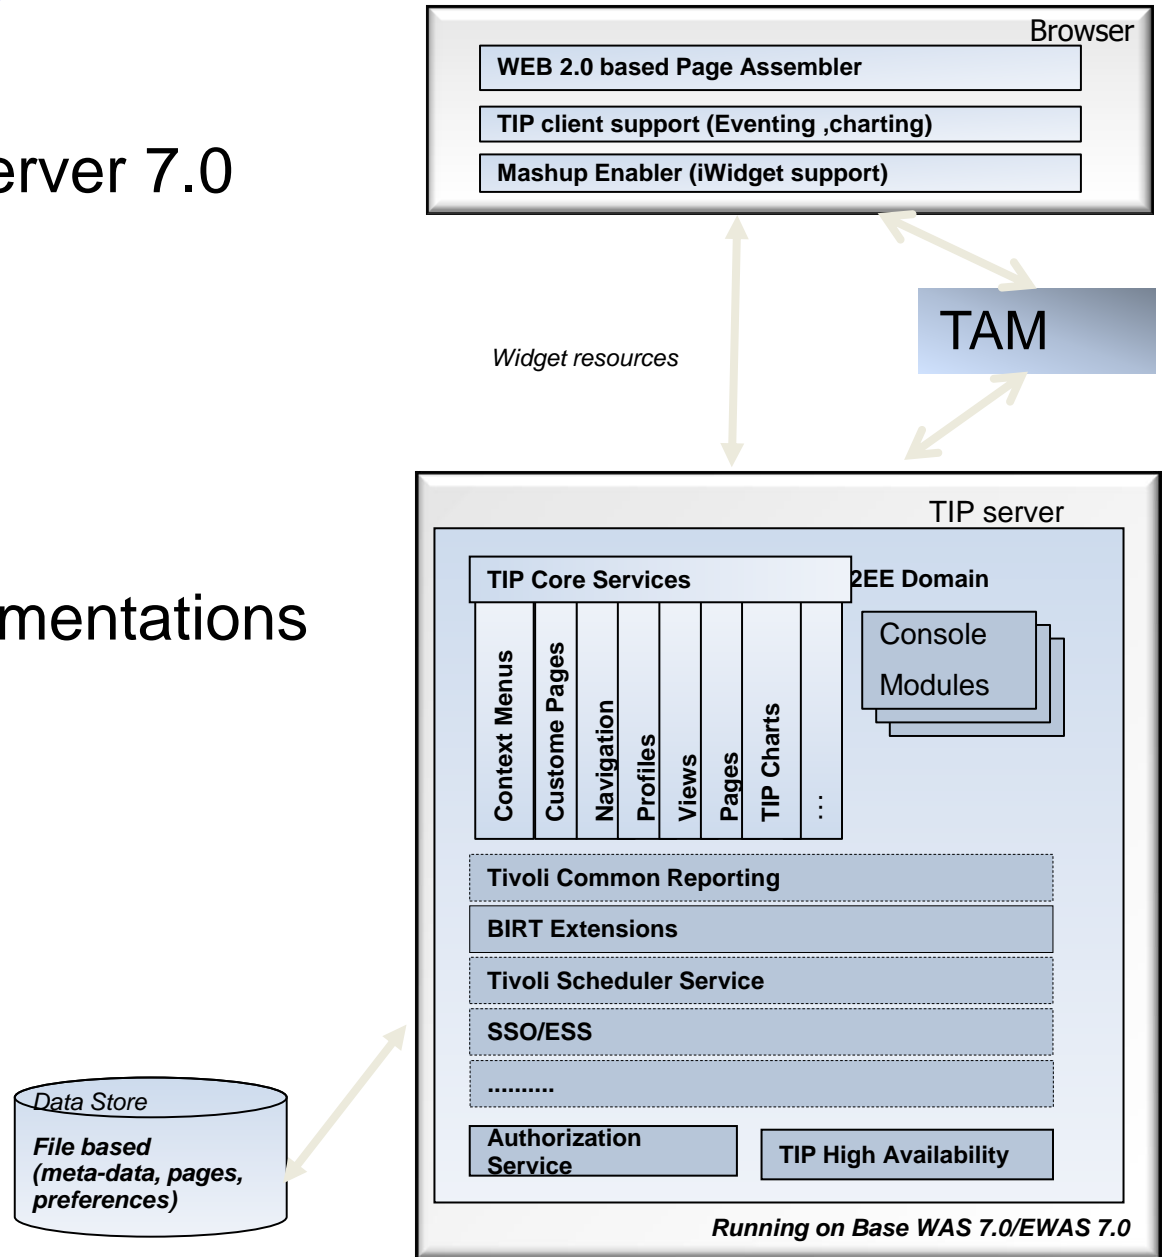 Browser
WEB 2.0 based Page Assembler
TIP client support (Eventing ,charting)
Mashup Enabler (iWidget support)
erver 7.0
TAM
Widget resources
TIP server
TIP Core Services
2EE Domain
Console
Modules
Context Menus
Custome Pages
Navigation
Profiles
Views
Pages
TIP Charts
...
mentations
Tivoli Common Reporting
BIRT Extensions
Tivoli Scheduler Service
SSO/ESS
..........
Authorization
Service
TIP High Availability
Data Store
File based
(meta-data, pages,
preferences)
Running on Base WAS 7.0/EWAS 7.0